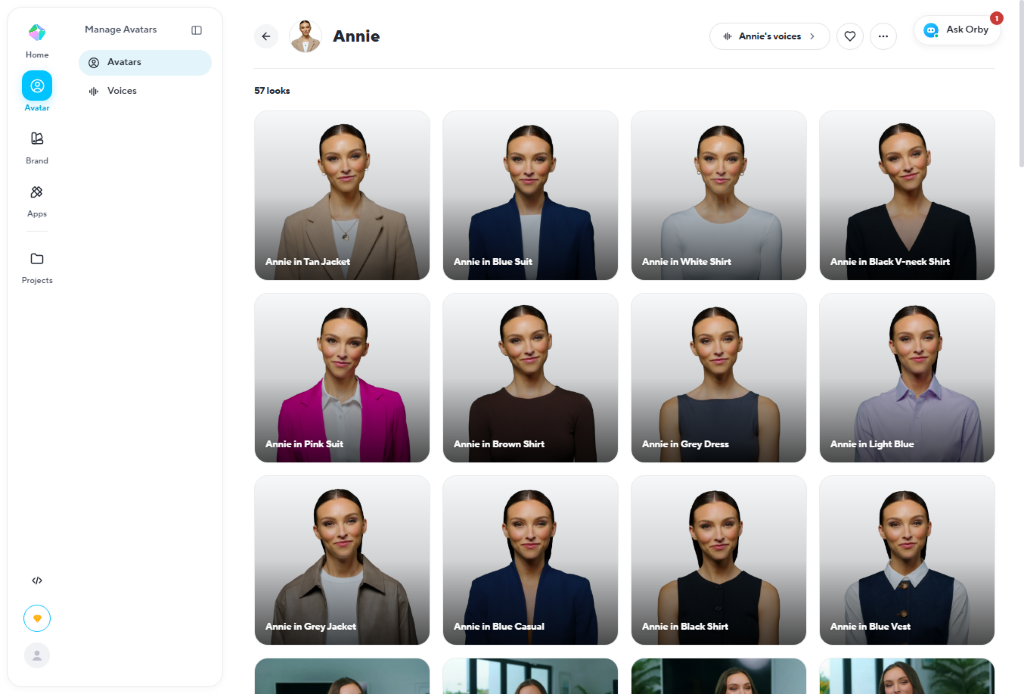 Home
Avatar
Brand
Apps
Projects
Manage Avatars
Avatars
Voices
Annie
Annie's voices
Ask Orby
1
57 looks
Annie in Tan Jacket
Annie in Blue Suit
Annie in White Shirt
Annie in Black V-neck Shirt
Annie in Pink Suit
Annie in Brown Shirt
Annie in Grey Dress
Annie in Light Blue
Annie in Grey Jacket
Annie in Blue Casual
Annie in Black Shirt
Annie in Blue Vest